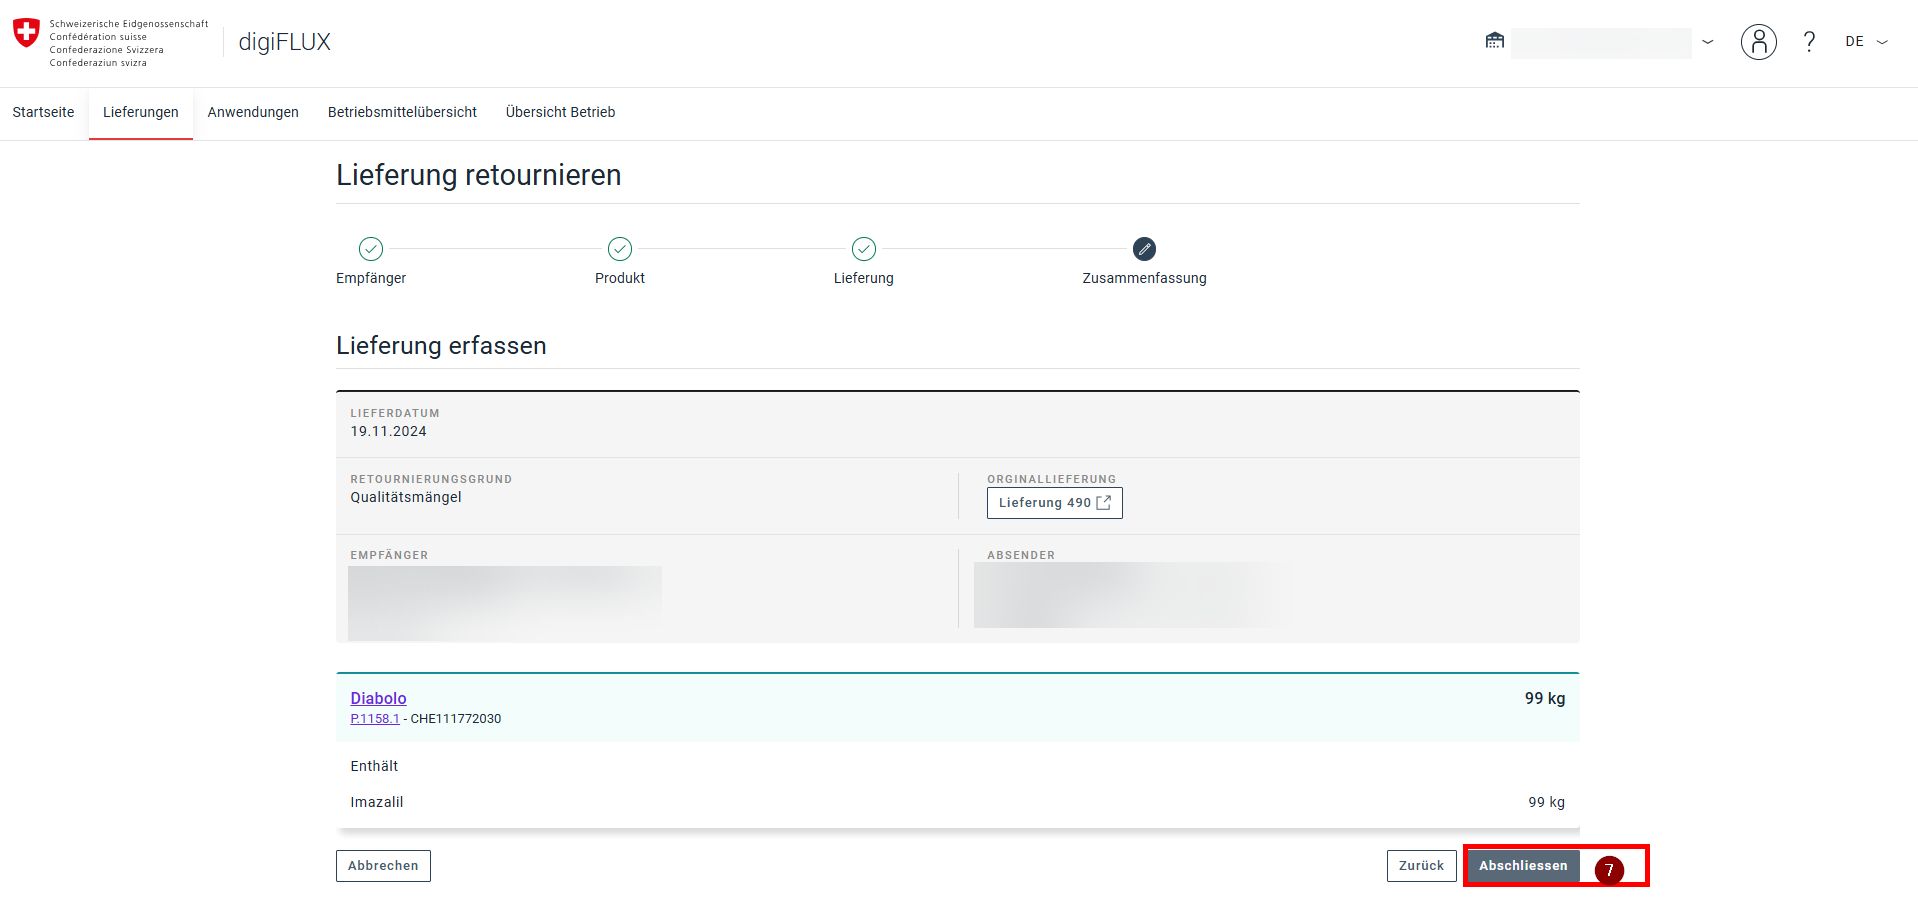 Schweizerische Eidgenossenschaft
Confédération suisse
Confederazione Svizzera
Confederaziun svizra
digiFLUX
DE
Startseite Lieferungen Anwendungen Betriebsmittelübersicht Übersicht Betrieb
Lieferung retournieren
Empfänger Produkt Lieferung Zusammenfassung
Lieferung erfassen
LIEFERDATUM
19.11.2024
RETOURNIERUNGSGRUND
Qualitätsmängel
ORGINALLIEFERUNG
Lieferung 490
EMPFÄNGER
ABSENDER
Diabolo 99 kg
P.1158.1 - CHE111772030
Enthält
Imazalil 99 kg
Abbrechen Zurück Abschliessen 7